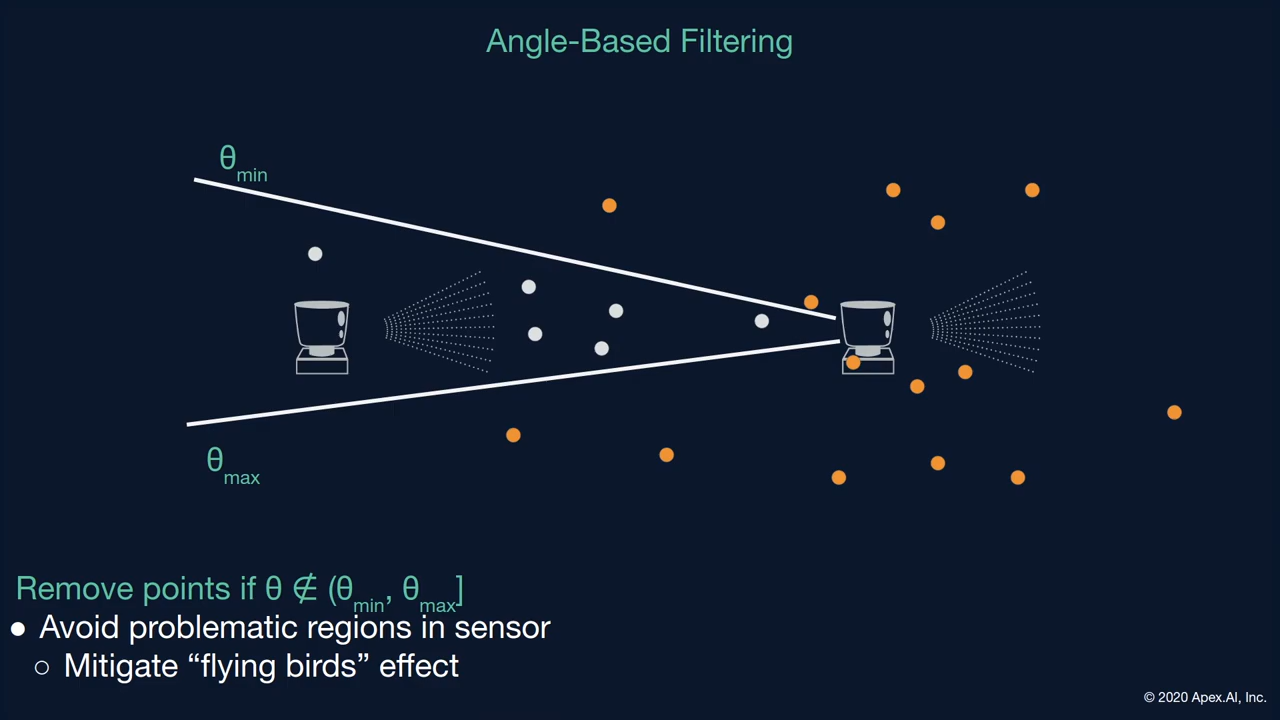 Angle-Based Filtering
θmin
θmax
Remove points if θ ∉ (θmin, θmax]
● Avoid problematic regions in sensor
○ Mitigate “flying birds” effect
© 2020 Apex.AI, Inc.